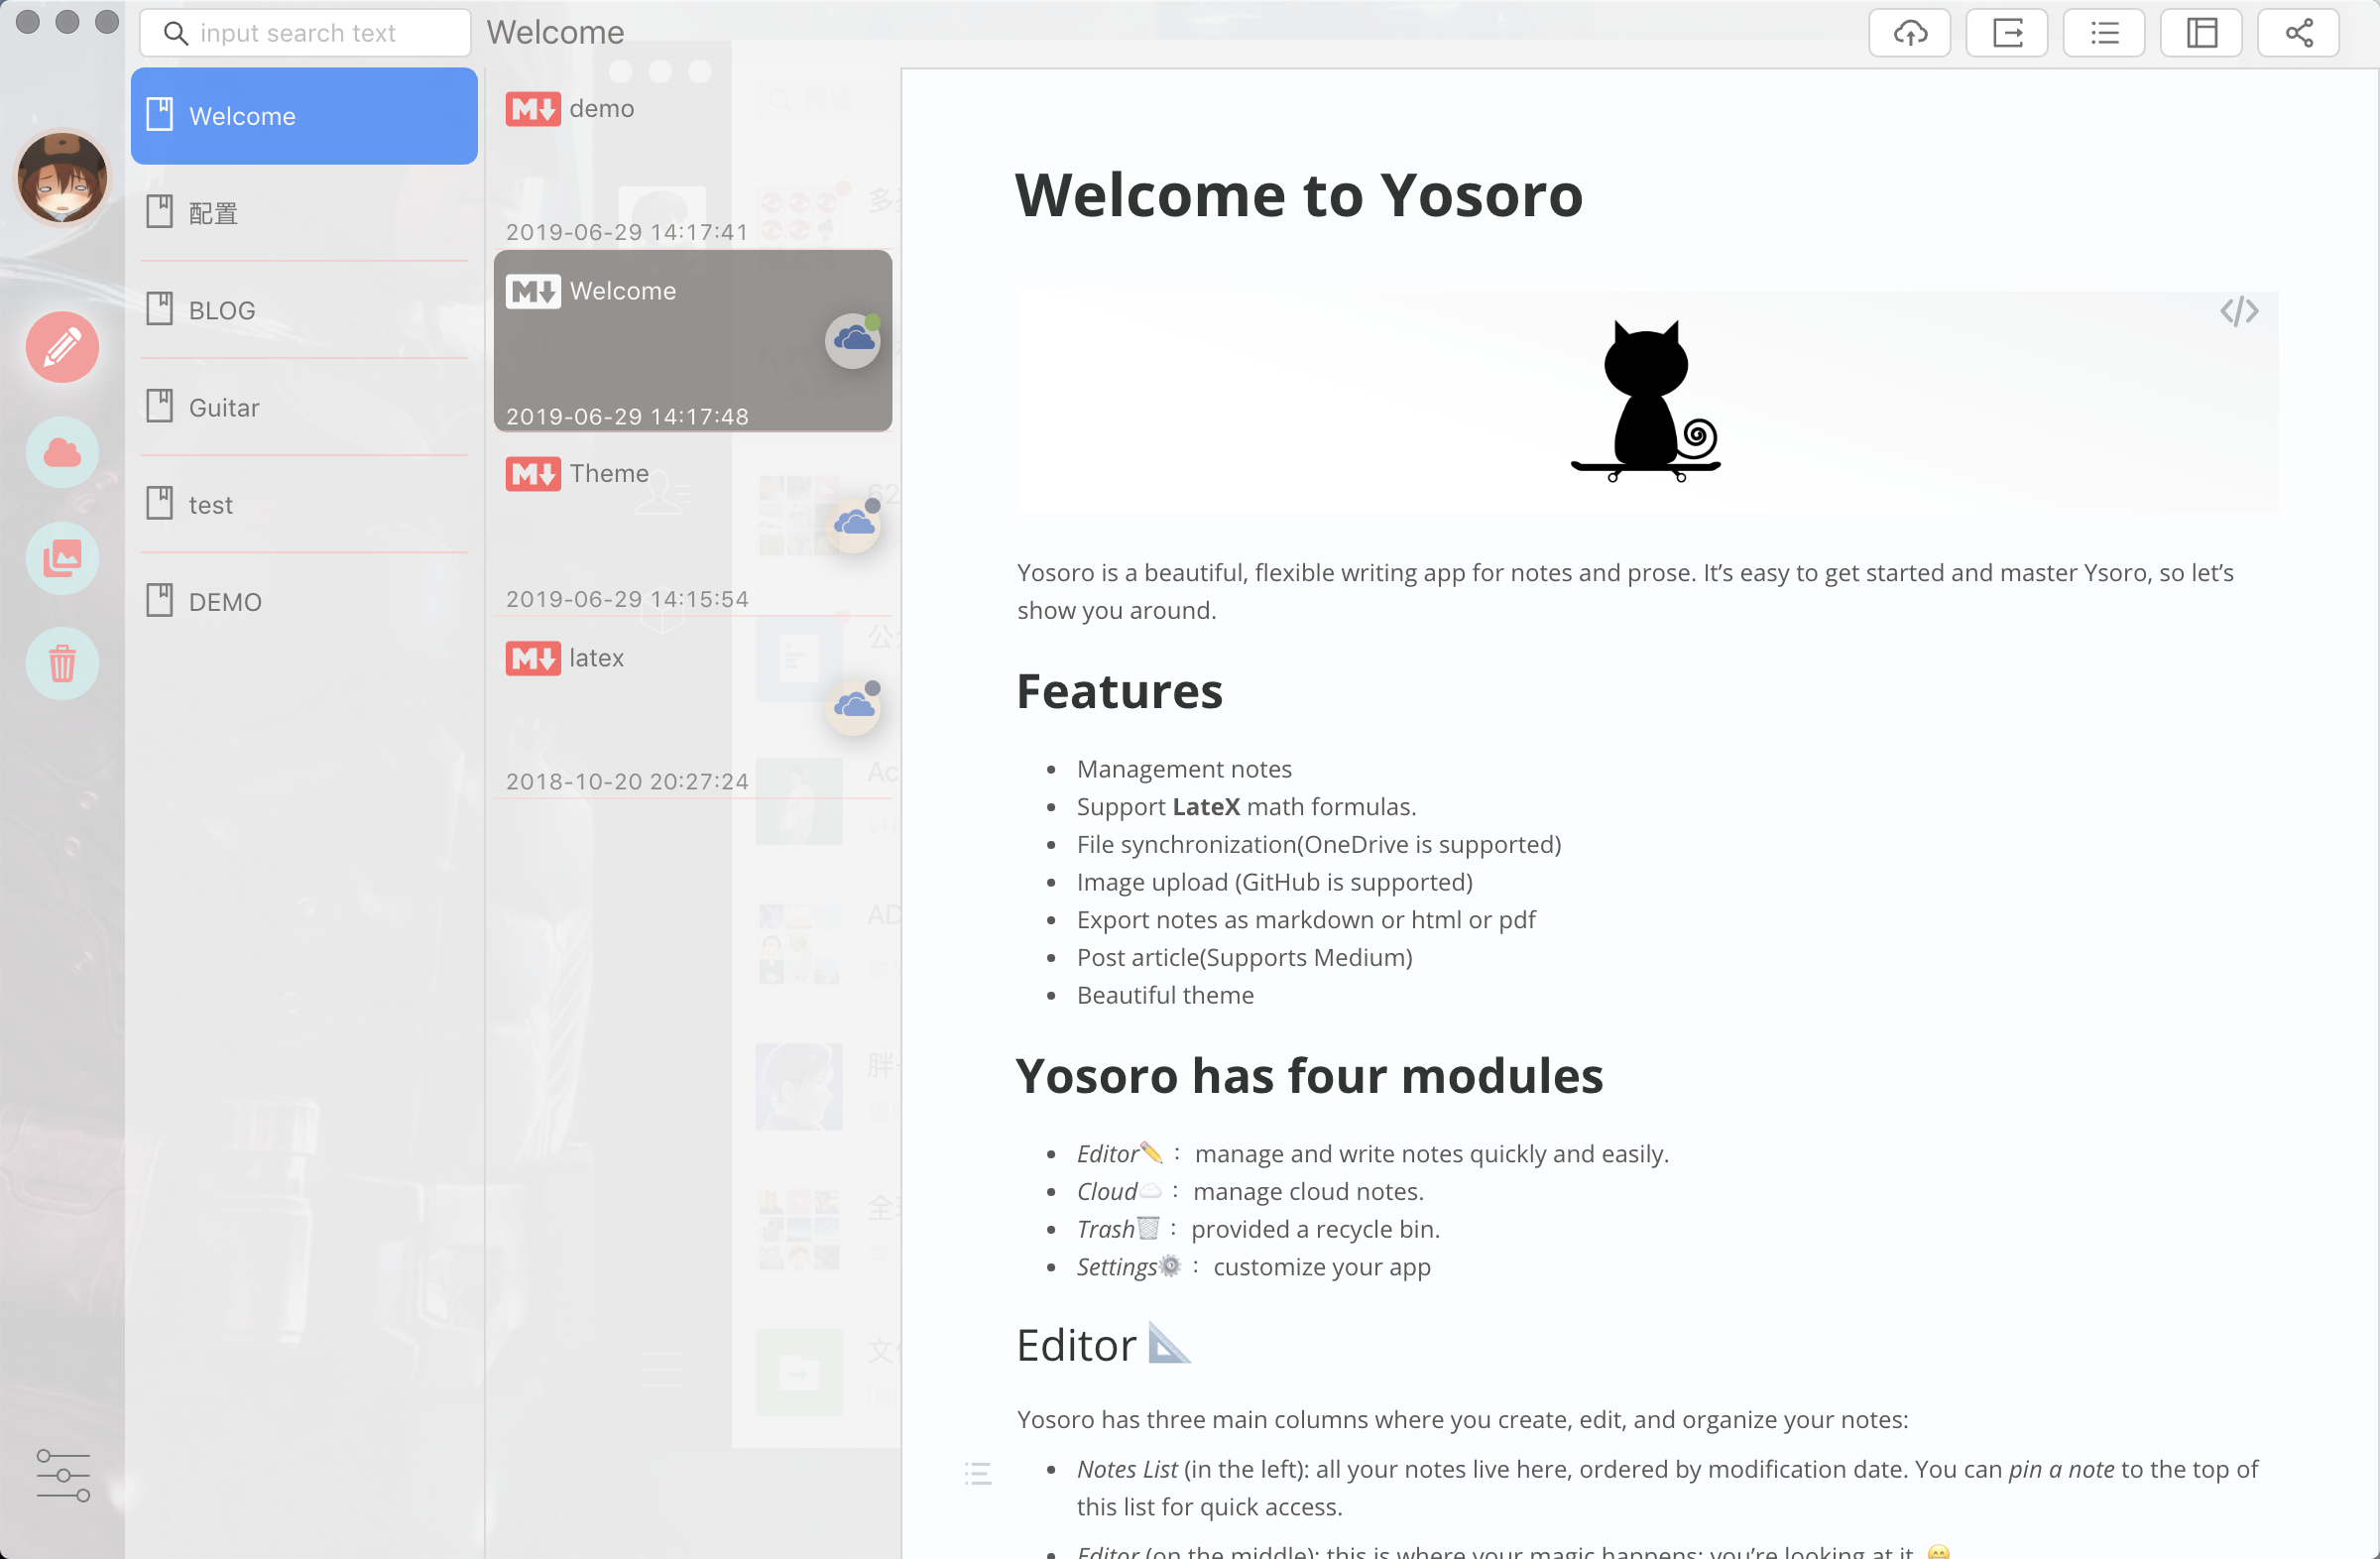 input search text
Welcome
Welcome
配置
BLOG
Guitar
test
DEMO
demo
2019-06-29 14:17:41
Welcome
2019-06-29 14:17:48
Theme
2019-06-29 14:15:54
latex
2018-10-20 20:27:24
Welcome to Yosoro
Yosoro is a beautiful, flexible writing app for notes and prose. It’s easy to get started and master Ysoro, so let’s
show you around.
Features
• Management notes
• Support LateX math formulas.
• File synchronization(OneDrive is supported)
• Image upload (GitHub is supported)
• Export notes as markdown or html or pdf
• Post article(Supports Medium)
• Beautiful theme
Yosoro has four modules
• Editor✏️： manage and write notes quickly and easily.
• Cloud☁️： manage cloud notes.
• Trash🗑️： provided a recycle bin.
• Settings⚙️： customize your app
Editor 📐
Yosoro has three main columns where you create, edit, and organize your notes:
• Notes List (in the left): all your notes live here, ordered by modification date. You can pin a note to the top of
this list for quick access.
• Editor (on the middle): this is where your magic happens; you’re looking at it. 😁